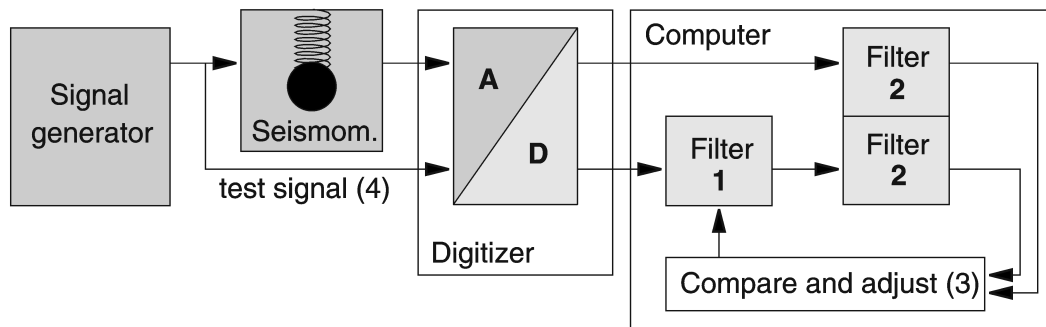 Signal
generator
Seismom.
test signal (4)
A
D
Digitizer
Computer
Filter
1
Filter
2
Filter
2
Compare and adjust (3)